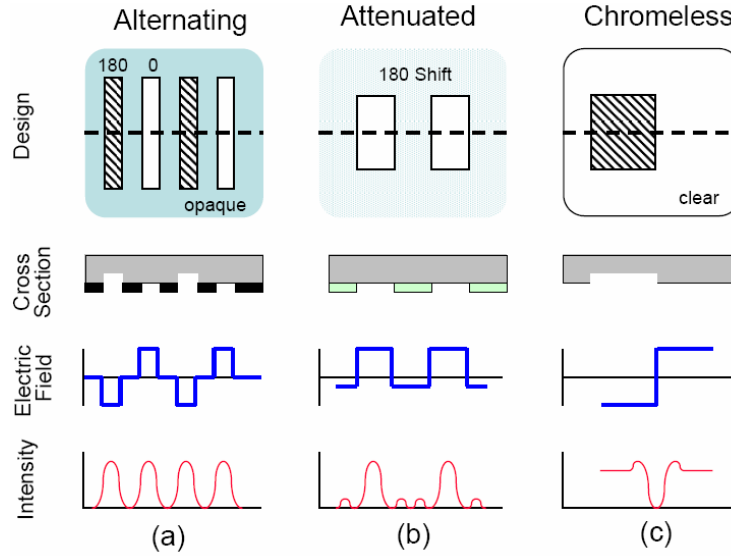 Alternating Attenuated Chromeless
Design
180 0
opaque
180 Shift
clear
Cross
Section
Electric
Field
Intensity
(a) (b) (c)